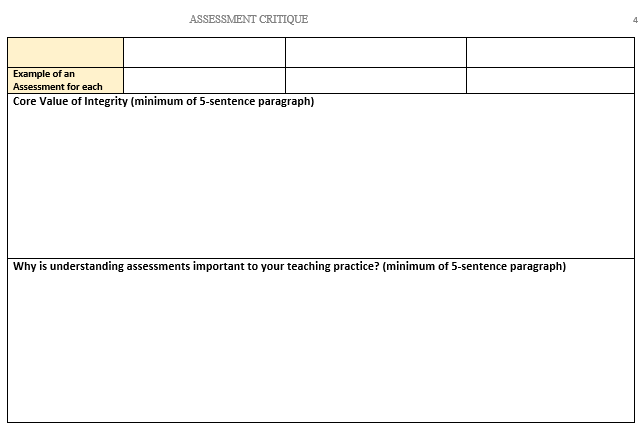 ASSESSMENT CRITIQUE
4
Example of an
Assessment for each
Core Value of Integrity (minimum of 5-sentence paragraph)
Why is understanding assessments important to your teaching practice? (minimum of 5-sentence paragraph)